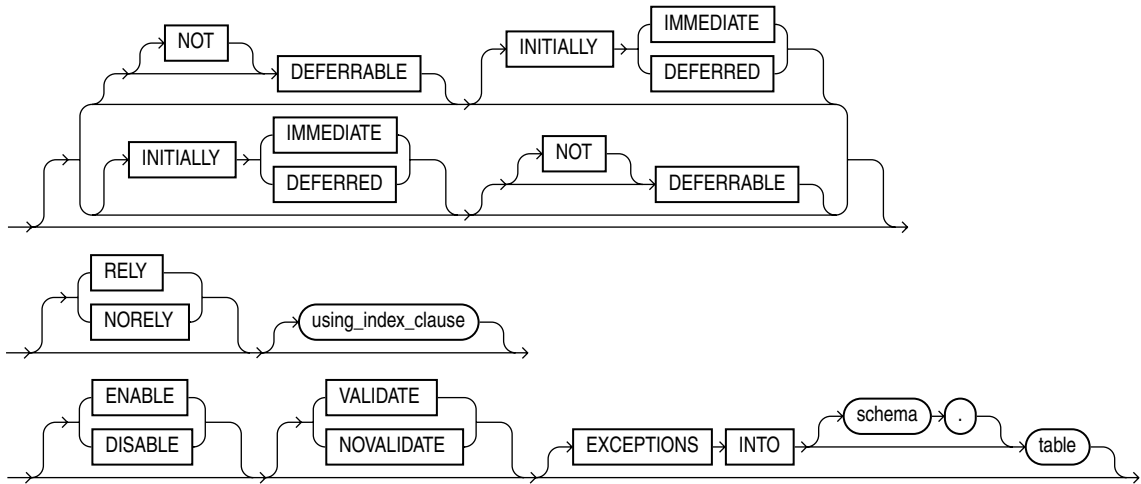 NOT
DEFERRABLE
INITIALLY
IMMEDIATE
DEFERRED
INITIALLY
IMMEDIATE
DEFERRED
NOT
DEFERRABLE
RELY
NORELY
using_index_clause
ENABLE
DISABLE
VALIDATE
NOVALIDATE
EXCEPTIONS INTO
schema .
table